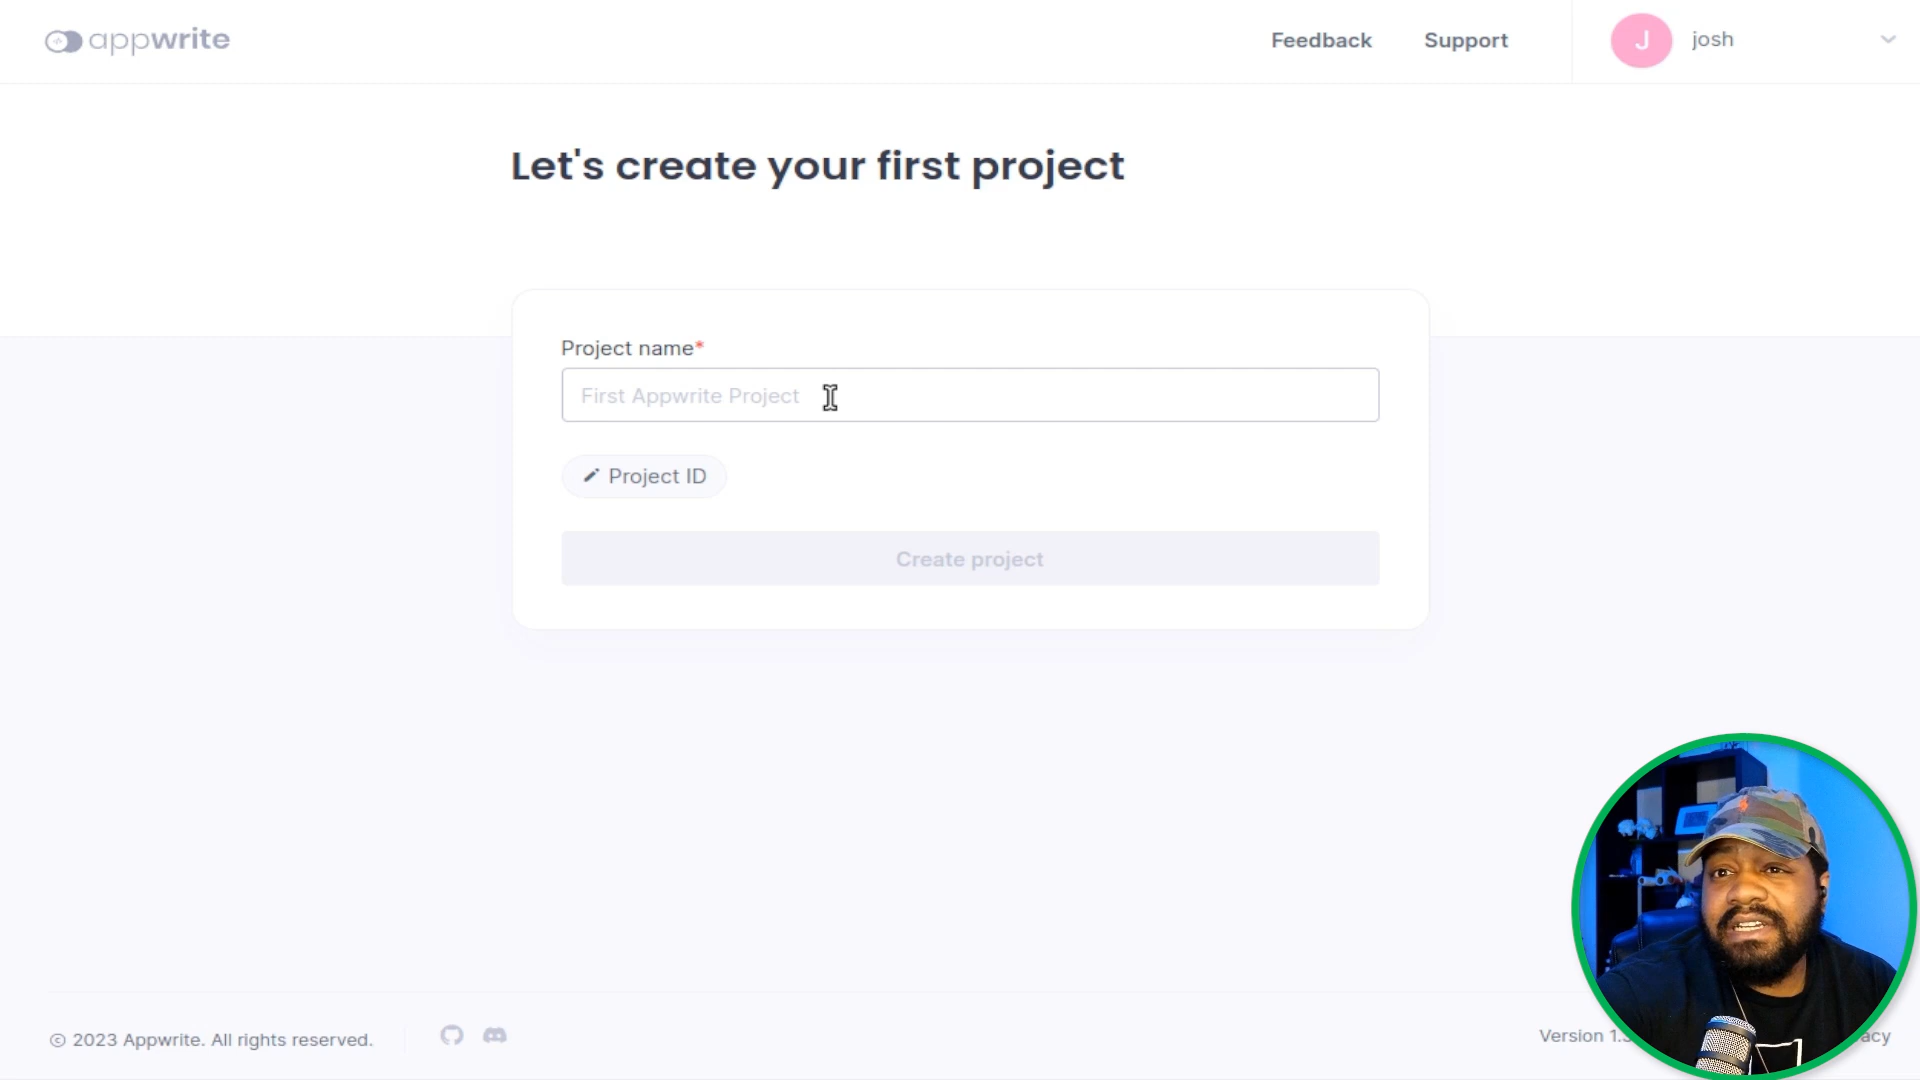 appwrite
Feedback
Support
J
josh
Let's create your first project
Project name*
First Appwrite Project
Project ID
Create project
© 2023 Appwrite. All rights reserved.
Version